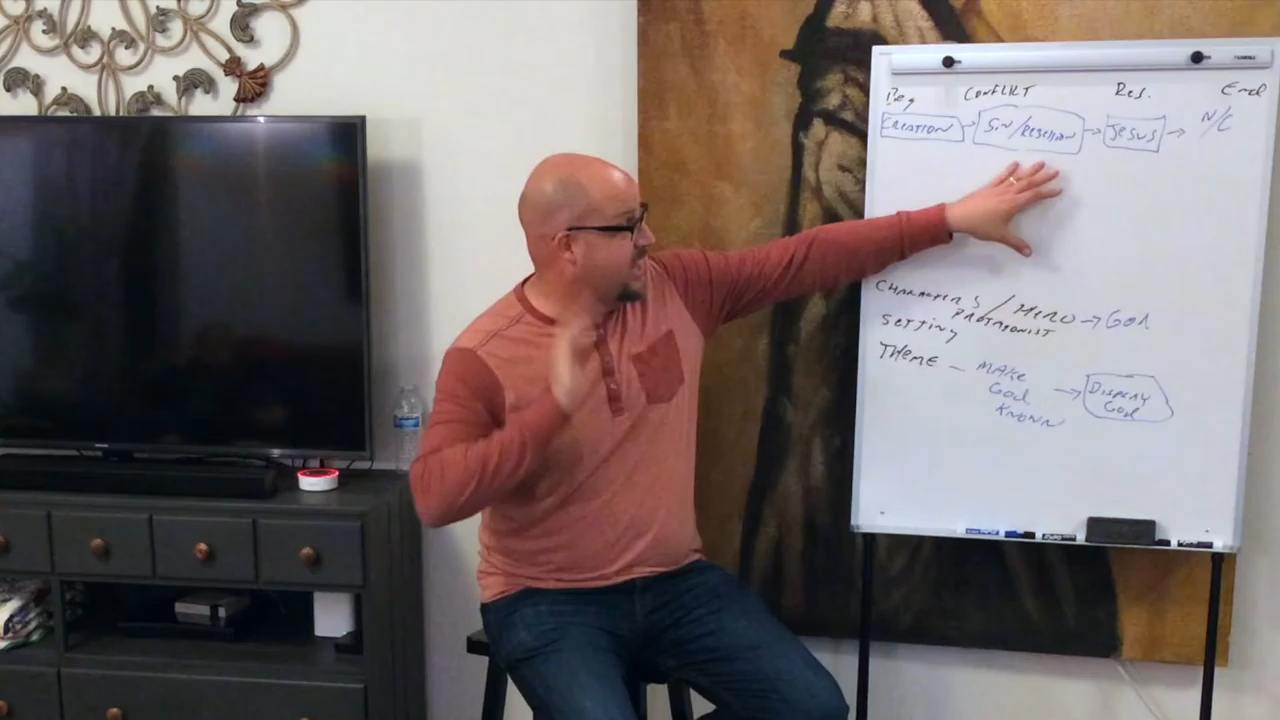 Beg CONFLICT Res. End
CREATION → SIN/REBELLION → JESUS → N/C
CHARACTERS / HERO → GOD
PROTAGONIST
SETTING
THEME — MAKE GOD KNOWN → DISPLAY GOD